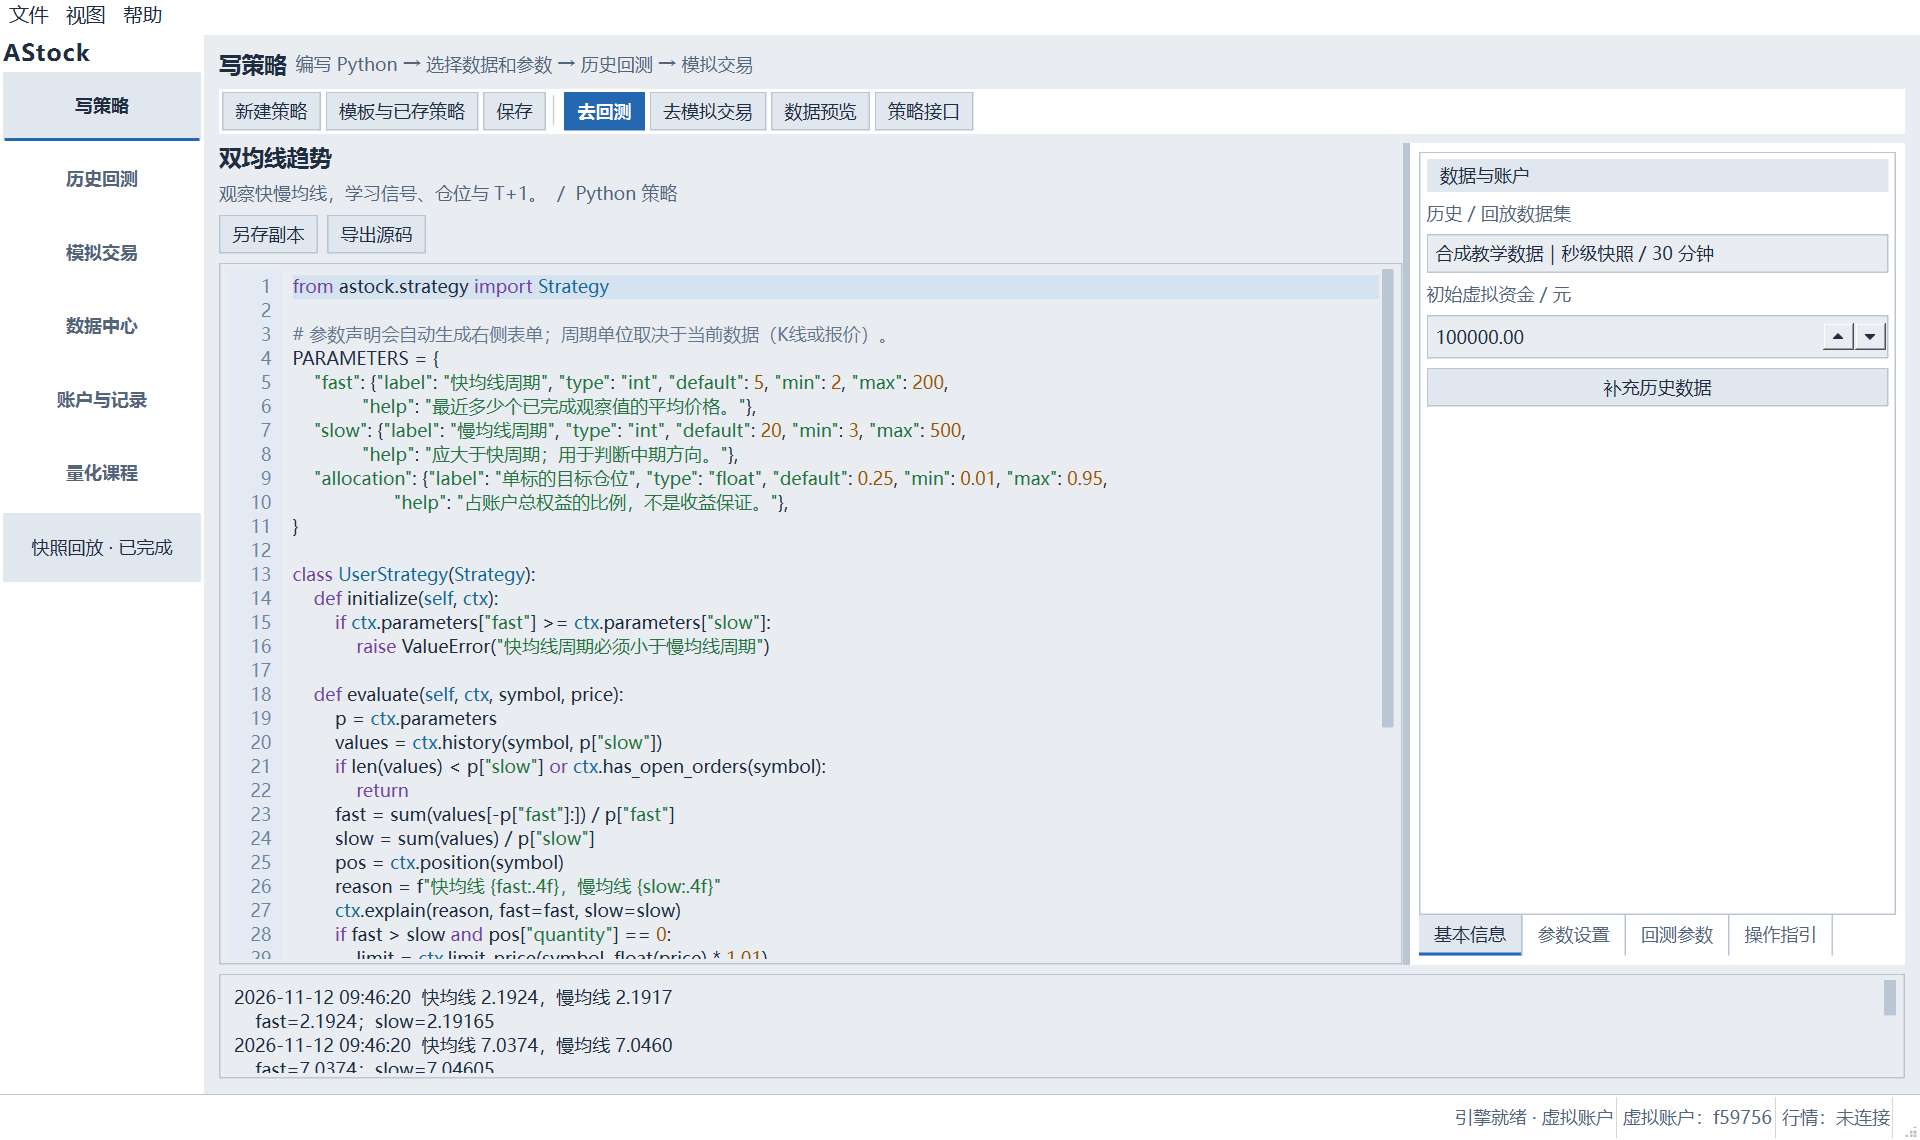 文件 视图 帮助
AStock
写策略
历史回测
模拟交易
数据中心
账户与记录
量化课程
快照回放 · 已完成
写策略 编写 Python → 选择数据和参数 → 历史回测 → 模拟交易
新建策略 模板与已存策略 保存 去回测 去模拟交易 数据预览 策略接口
双均线趋势
观察快慢均线，学习信号、仓位与 T+1。 / Python 策略
另存副本 导出源码
1 from astock.strategy import Strategy
2
3 # 参数声明会自动生成右侧表单；周期单位取决于当前数据（K线或报价）。
4 PARAMETERS = {
5 "fast": {"label": "快均线周期", "type": "int", "default": 5, "min": 2, "max": 200,
6 "help": "最近多少个已完成观察值的平均价格。"},
7 "slow": {"label": "慢均线周期", "type": "int", "default": 20, "min": 3, "max": 500,
8 "help": "应大于快周期；用于判断中期方向。"},
9 "allocation": {"label": "单标的目标仓位", "type": "float", "default": 0.25, "min": 0.01, "max": 0.95,
10 "help": "占账户总权益的比例，不是收益保证。"},
11 }
12
13 class UserStrategy(Strategy):
14 def initialize(self, ctx):
15 if ctx.parameters["fast"] >= ctx.parameters["slow"]:
16 raise ValueError("快均线周期必须小于慢均线周期")
17
18 def evaluate(self, ctx, symbol, price):
19 p = ctx.parameters
20 values = ctx.history(symbol, p["slow"])
21 if len(values) < p["slow"] or ctx.has_open_orders(symbol):
22 return
23 fast = sum(values[-p["fast"]:]) / p["fast"]
24 slow = sum(values) / p["slow"]
25 pos = ctx.position(symbol)
26 reason = f"快均线 {fast:.4f}，慢均线 {slow:.4f}"
27 ctx.explain(reason, fast=fast, slow=slow)
28 if fast > slow and pos["quantity"] == 0:
29 limit = ctx.limit_price(symbol, float(price) * 1.01)
数据与账户
历史 / 回放数据集
合成教学数据 | 秒级快照 / 30 分钟
初始虚拟资金 / 元
100000.00
补充历史数据
基本信息 参数设置 回测参数 操作指引
2026-11-12 09:46:20 快均线 2.1924，慢均线 2.1917
fast=2.1924；slow=2.19165
2026-11-12 09:46:20 快均线 7.0374，慢均线 7.0460
fast=7.0374；slow=7.04605
引擎就绪 · 虚拟账户 虚拟账户：f59756 行情：未连接